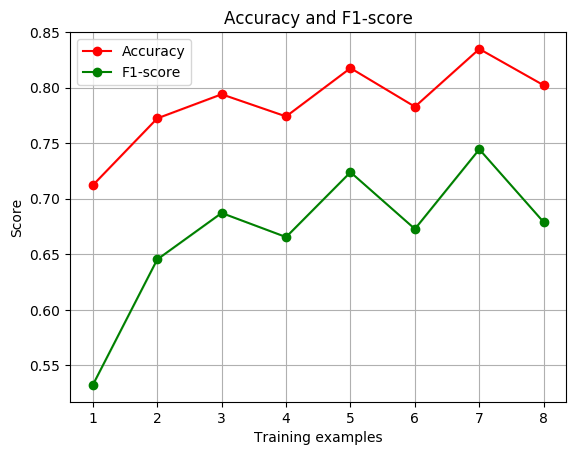 Accuracy and F1-score
Accuracy
F1-score
Score
0.85
0.80
0.75
0.70
0.65
0.60
0.55
1 2 3 4 5 6 7 8
Training examples